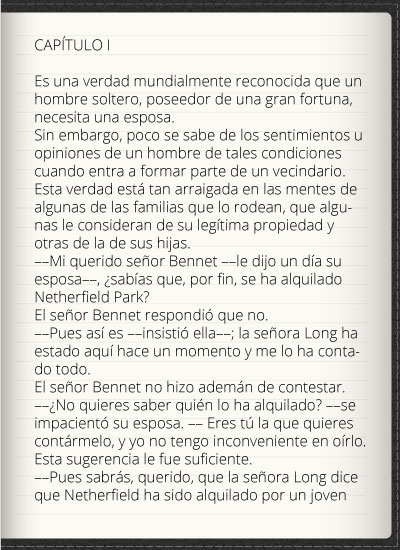 CAPÍTULO I
Es una verdad mundialmente reconocida que un
hombre soltero, poseedor de una gran fortuna,
necesita una esposa.
Sin embargo, poco se sabe de los sentimientos u
opiniones de un hombre de tales condiciones
cuando entra a formar parte de un vecindario.
Esta verdad está tan arraigada en las mentes de
algunas de las familias que lo rodean, que algu-
nas le consideran de su legítima propiedad y
otras de la de sus hijas.
––Mi querido señor Bennet ––le dijo un día su
esposa––, ¿sabías que, por fin, se ha alquilado
Netherfield Park?
El señor Bennet respondió que no.
––Pues así es ––insistió ella––; la señora Long ha
estado aquí hace un momento y me lo ha conta-
do todo.
El señor Bennet no hizo ademán de contestar.
––¿No quieres saber quién lo ha alquilado? ––se
impacientó su esposa. –– Eres tú la que quieres
contármelo, y yo no tengo inconveniente en oírlo.
Esta sugerencia le fue suficiente.
––Pues sabrás, querido, que la señora Long dice
que Netherfield ha sido alquilado por un joven